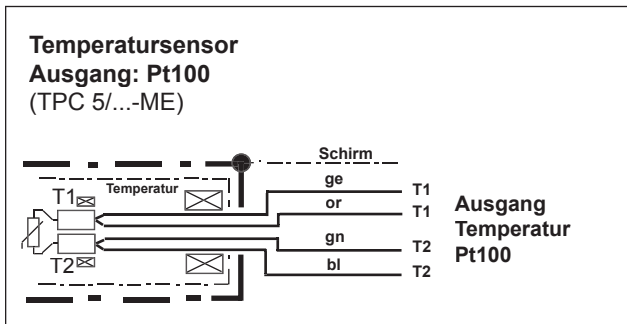 Temperatursensor
Ausgang: Pt100
(TPC 5/...-ME)
Schirm
T1
Temperatur
ge
T1
or
T1
gn
T2
T2
bl
T2
Ausgang
Temperatur
Pt100